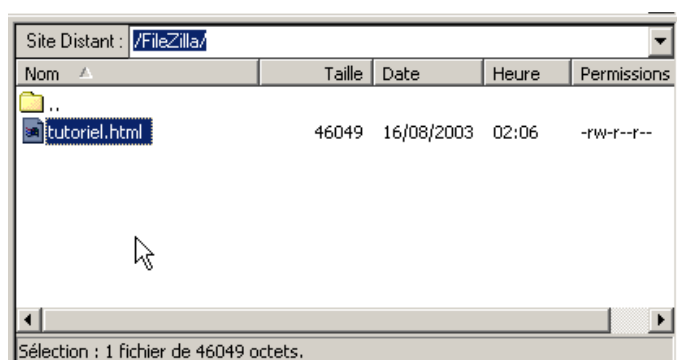 Site Distant : /FileZilla/
Nom Taille Date Heure Permissions
..
tutoriel.html 46049 16/08/2003 02:06 -rw-r--r--
Sélection : 1 fichier de 46049 octets.